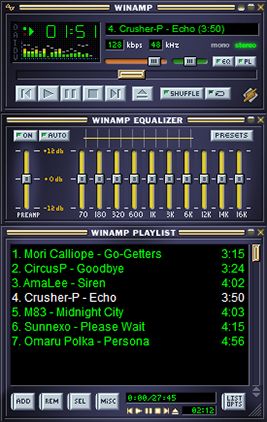 WINAMP
OAIDV
01:51
4. Crusher-P - Echo (3:50)
128 kbps 48 kHz mono stereo
EQ PL
SHUFFLE
WINAMP EQUALIZER
ON AUTO PRESETS
+12 db
+0 db
-12 db
PREAMP 70 180 320 600 1K 3K 6K 12K 14K 16K
WINAMP PLAYLIST
1. Mori Calliope - Go-Getters 3:15
2. CircusP - Goodbye 3:24
3. AmaLee - Siren 4:21
4. Crusher-P - Echo 3:50
5. M83 - Midnight City 4:03
6. Sunnexo - Please Wait 4:15
7. Omaru Polka - Persona 4:56
ADD REM SEL MISC
0:00/27:45
02:12
LIST OPTS